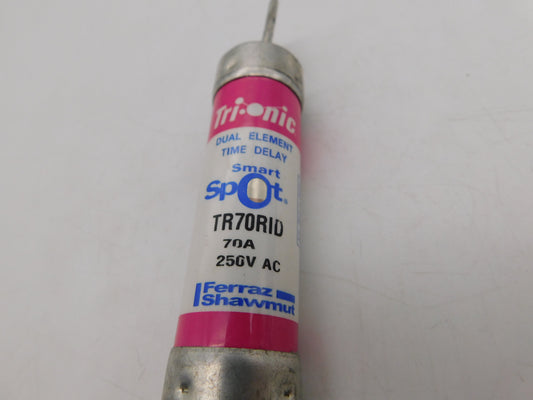 Tri-onic
DUAL ELEMENT
TIME DELAY
Smart
Spot
TR70RID
70A
250V AC
Ferraz
Shawmut